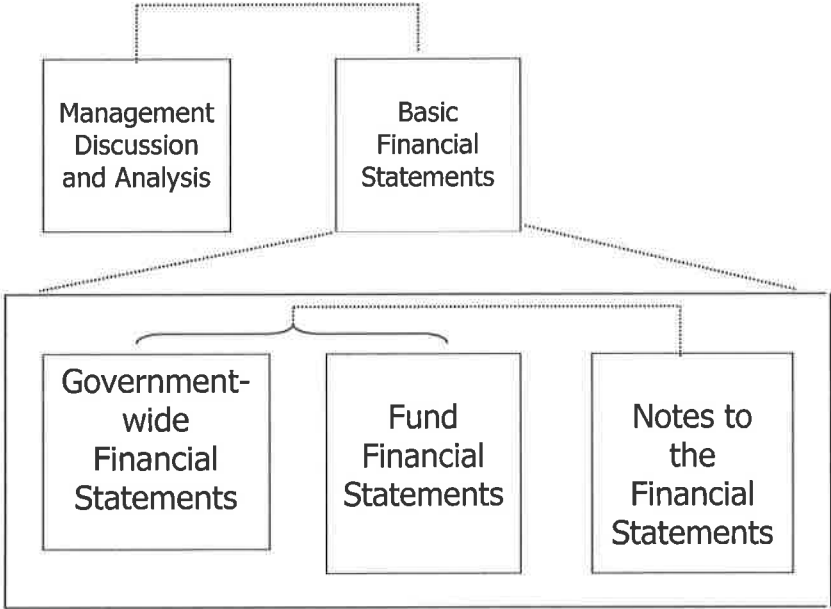 Management
Discussion
and Analysis
Basic
Financial
Statements
Government-
wide
Financial
Statements
Fund
Financial
Statements
Notes to
the
Financial
Statements